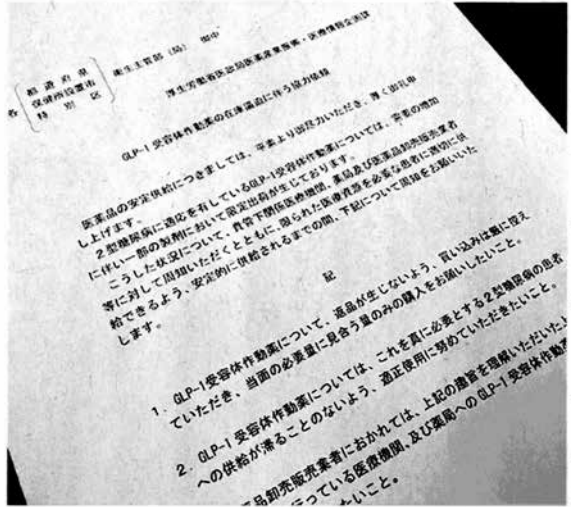 各 都道府県 衛生主管部（局） 御中
保健所設置市
特別区
厚生労働省医政局医薬産業振興・医療情報企画課
GLP-1 受容体作動薬の在庫逼迫に伴う協力依頼
医薬品の安定供給につきましては、平素より御尽力いただき、厚く御礼申
し上げます。
2型糖尿病に適応を有しているGLP-1受容体作動薬については、需要の増加
に伴い一部の製剤において限定出荷が生じております。
こうした状況について、貴管下関係医療機関、薬局及び医薬品卸売販売業者
等に対して周知いただくとともに、限られた医療資源を必要な患者に適切に供
給できるよう、安定的に供給されるまでの間、下記について周知をお願いいた
します。
記
1．GLP-1受容体作動薬について、返品が生じないよう、買い込みは厳に控え
ていただき、当面の必要量に見合う量のみの購入をお願いしたいこと。
2．GLP-1 受容体作動薬については、これを真に必要とする2型糖尿病の患者
への供給が滞ることのないよう、適正使用に努めていただきたいこと。
品卸売販売業者におかれては、上記の趣旨を理解いただいた上
行っている医療機関、及び薬局への GLP-1 受容体作動薬
たいこと。